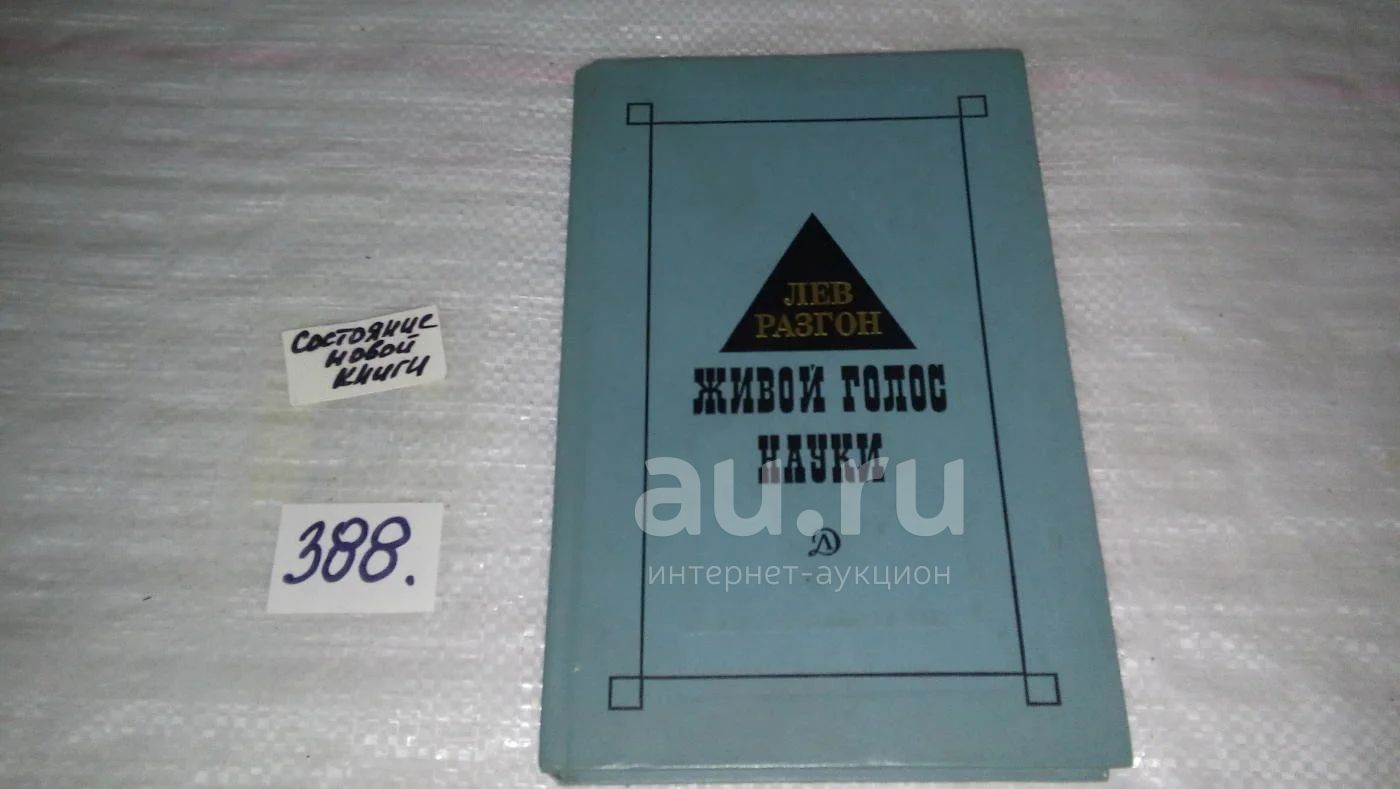 Состояние
новой
книги
388.
ЛЕВ
РАЗГОН
ЖИВОЙ ГОЛОС
НАУКИ
au.ru
интернет-аукцион